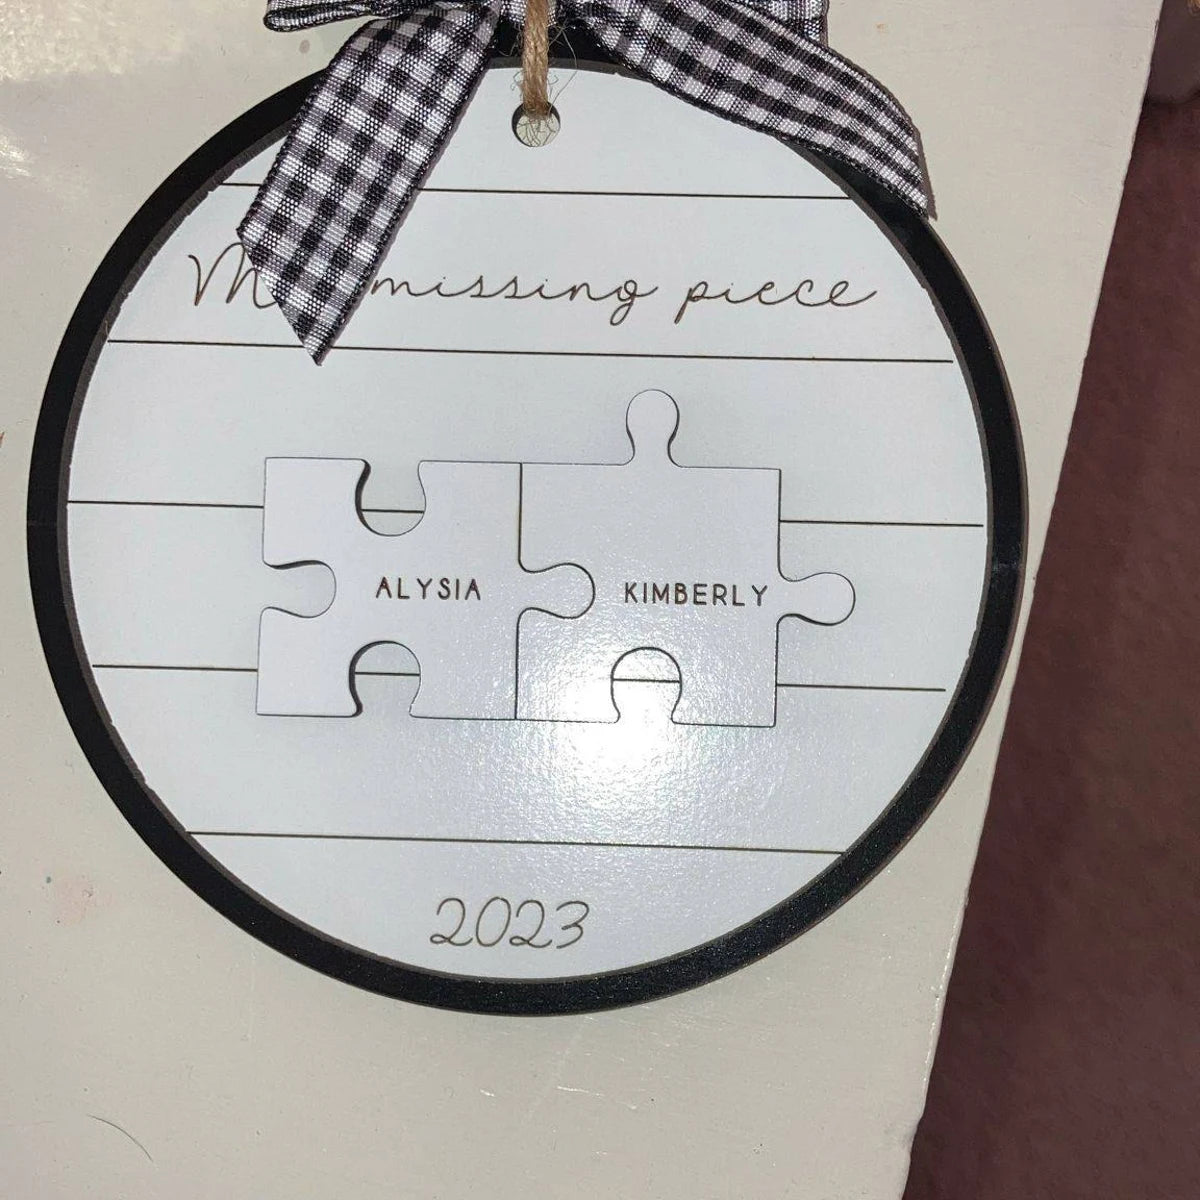 M missing piece
ALYSIA KIMBERLY
2023